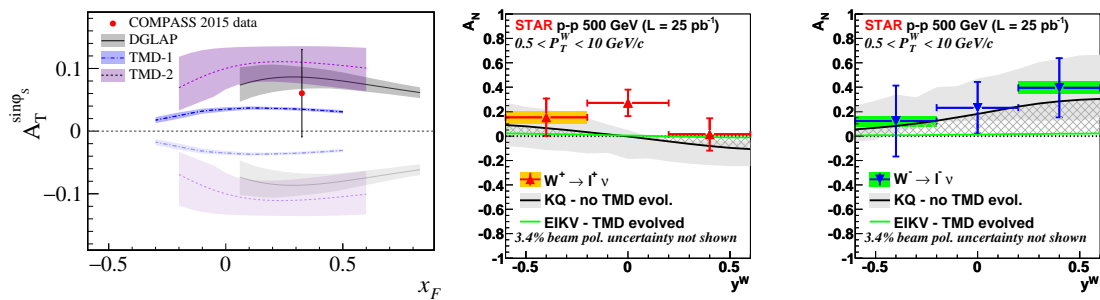 COMPASS 2015 data
DGLAP
TMD-1
TMD-2
A_T^{sinφ_S}
0.1
0
−0.1
−0.5
0
0.5
x_F
A_N
STAR p-p 500 GeV (L = 25 pb^{-1})
0.5 < P_T^W < 10 GeV/c
1
0.8
0.6
0.4
0.2
0
-0.2
-0.4
-0.6
-0.8
-1
W^+ → l^+ ν
KQ - no TMD evol.
EIKV - TMD evolved
3.4% beam pol. uncertainty not shown
-0.5
0
0.5
y^W
A_N
STAR p-p 500 GeV (L = 25 pb^{-1})
0.5 < P_T^W < 10 GeV/c
1
0.8
0.6
0.4
0.2
0
-0.2
-0.4
-0.6
-0.8
-1
W^- → l^- ν
KQ - no TMD evol.
EIKV - TMD evolved
3.4% beam pol. uncertainty not shown
-0.5
0
0.5
y^W